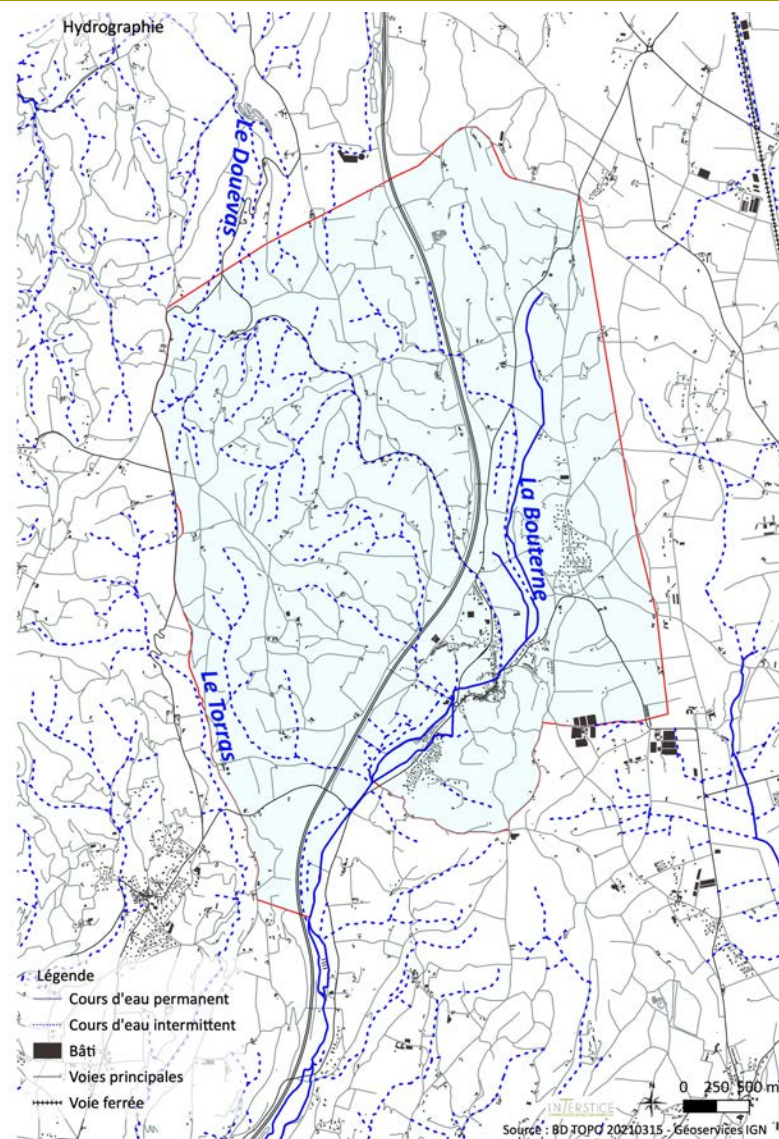 Hydrographie
Le Douevas
La Bouterne
Le Torras
Légende
Cours d'eau permanent
Cours d'eau intermittent
Bâti
Voies principales
Voie ferrée
INTERSTICE
N
0 250 500 m
Source : BD TOPO 20210315 - Géoservices IGN